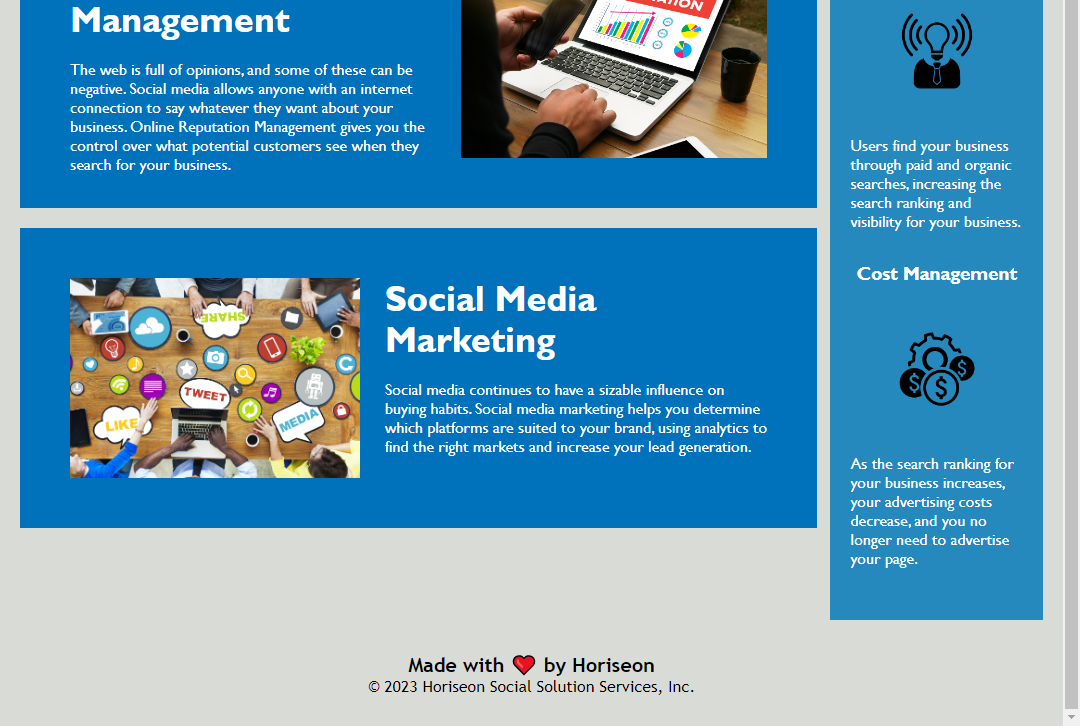 Management
The web is full of opinions, and some of these can be
negative. Social media allows anyone with an internet
connection to say whatever they want about your
business. Online Reputation Management gives you the
control over what potential customers see when they
search for your business.
Social Media
Marketing
Social media continues to have a sizable influence on
buying habits. Social media marketing helps you determine
which platforms are suited to your brand, using analytics to
find the right markets and increase your lead generation.
SHARE
TWEET
LIKE
MEDIA
Users find your business
through paid and organic
searches, increasing the
search ranking and
visibility for your business.
Cost Management
As the search ranking for
your business increases,
your advertising costs
decrease, and you no
longer need to advertise
your page.
Made with ❤️ by Horiseon
© 2023 Horiseon Social Solution Services, Inc.